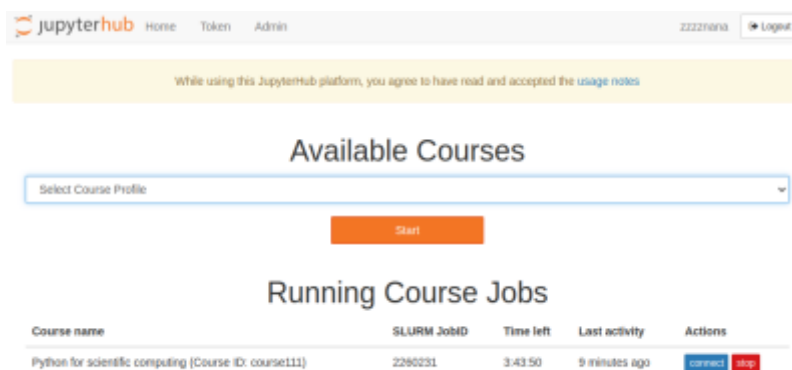 jupyterhub Home Token Admin zzzznana Logout
While using this JupyterHub platform, you agree to have read and accepted the usage notes
Available Courses
Select Course Profile
Start
Running Course Jobs
Course name SLURM JobID Time left Last activity Actions
Python for scientific computing (Course ID: course111) 2260231 3:43:50 9 minutes ago connect stop